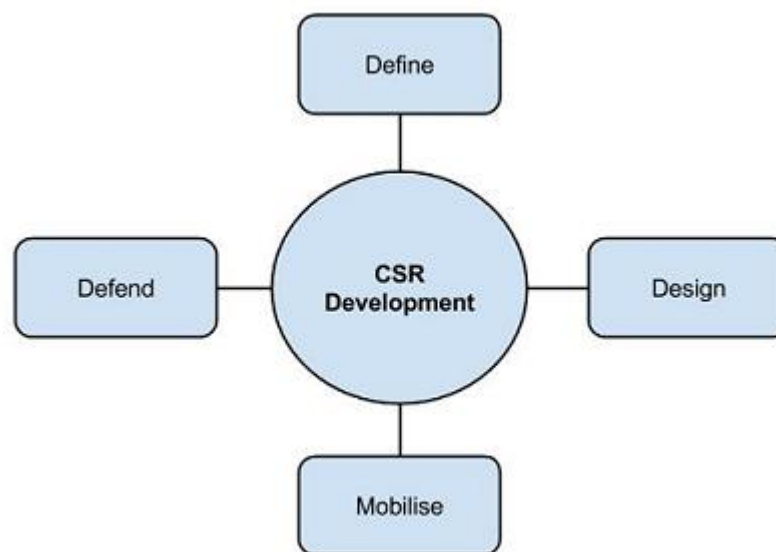 Define
Defend
CSR
Development
Design
Mobilise